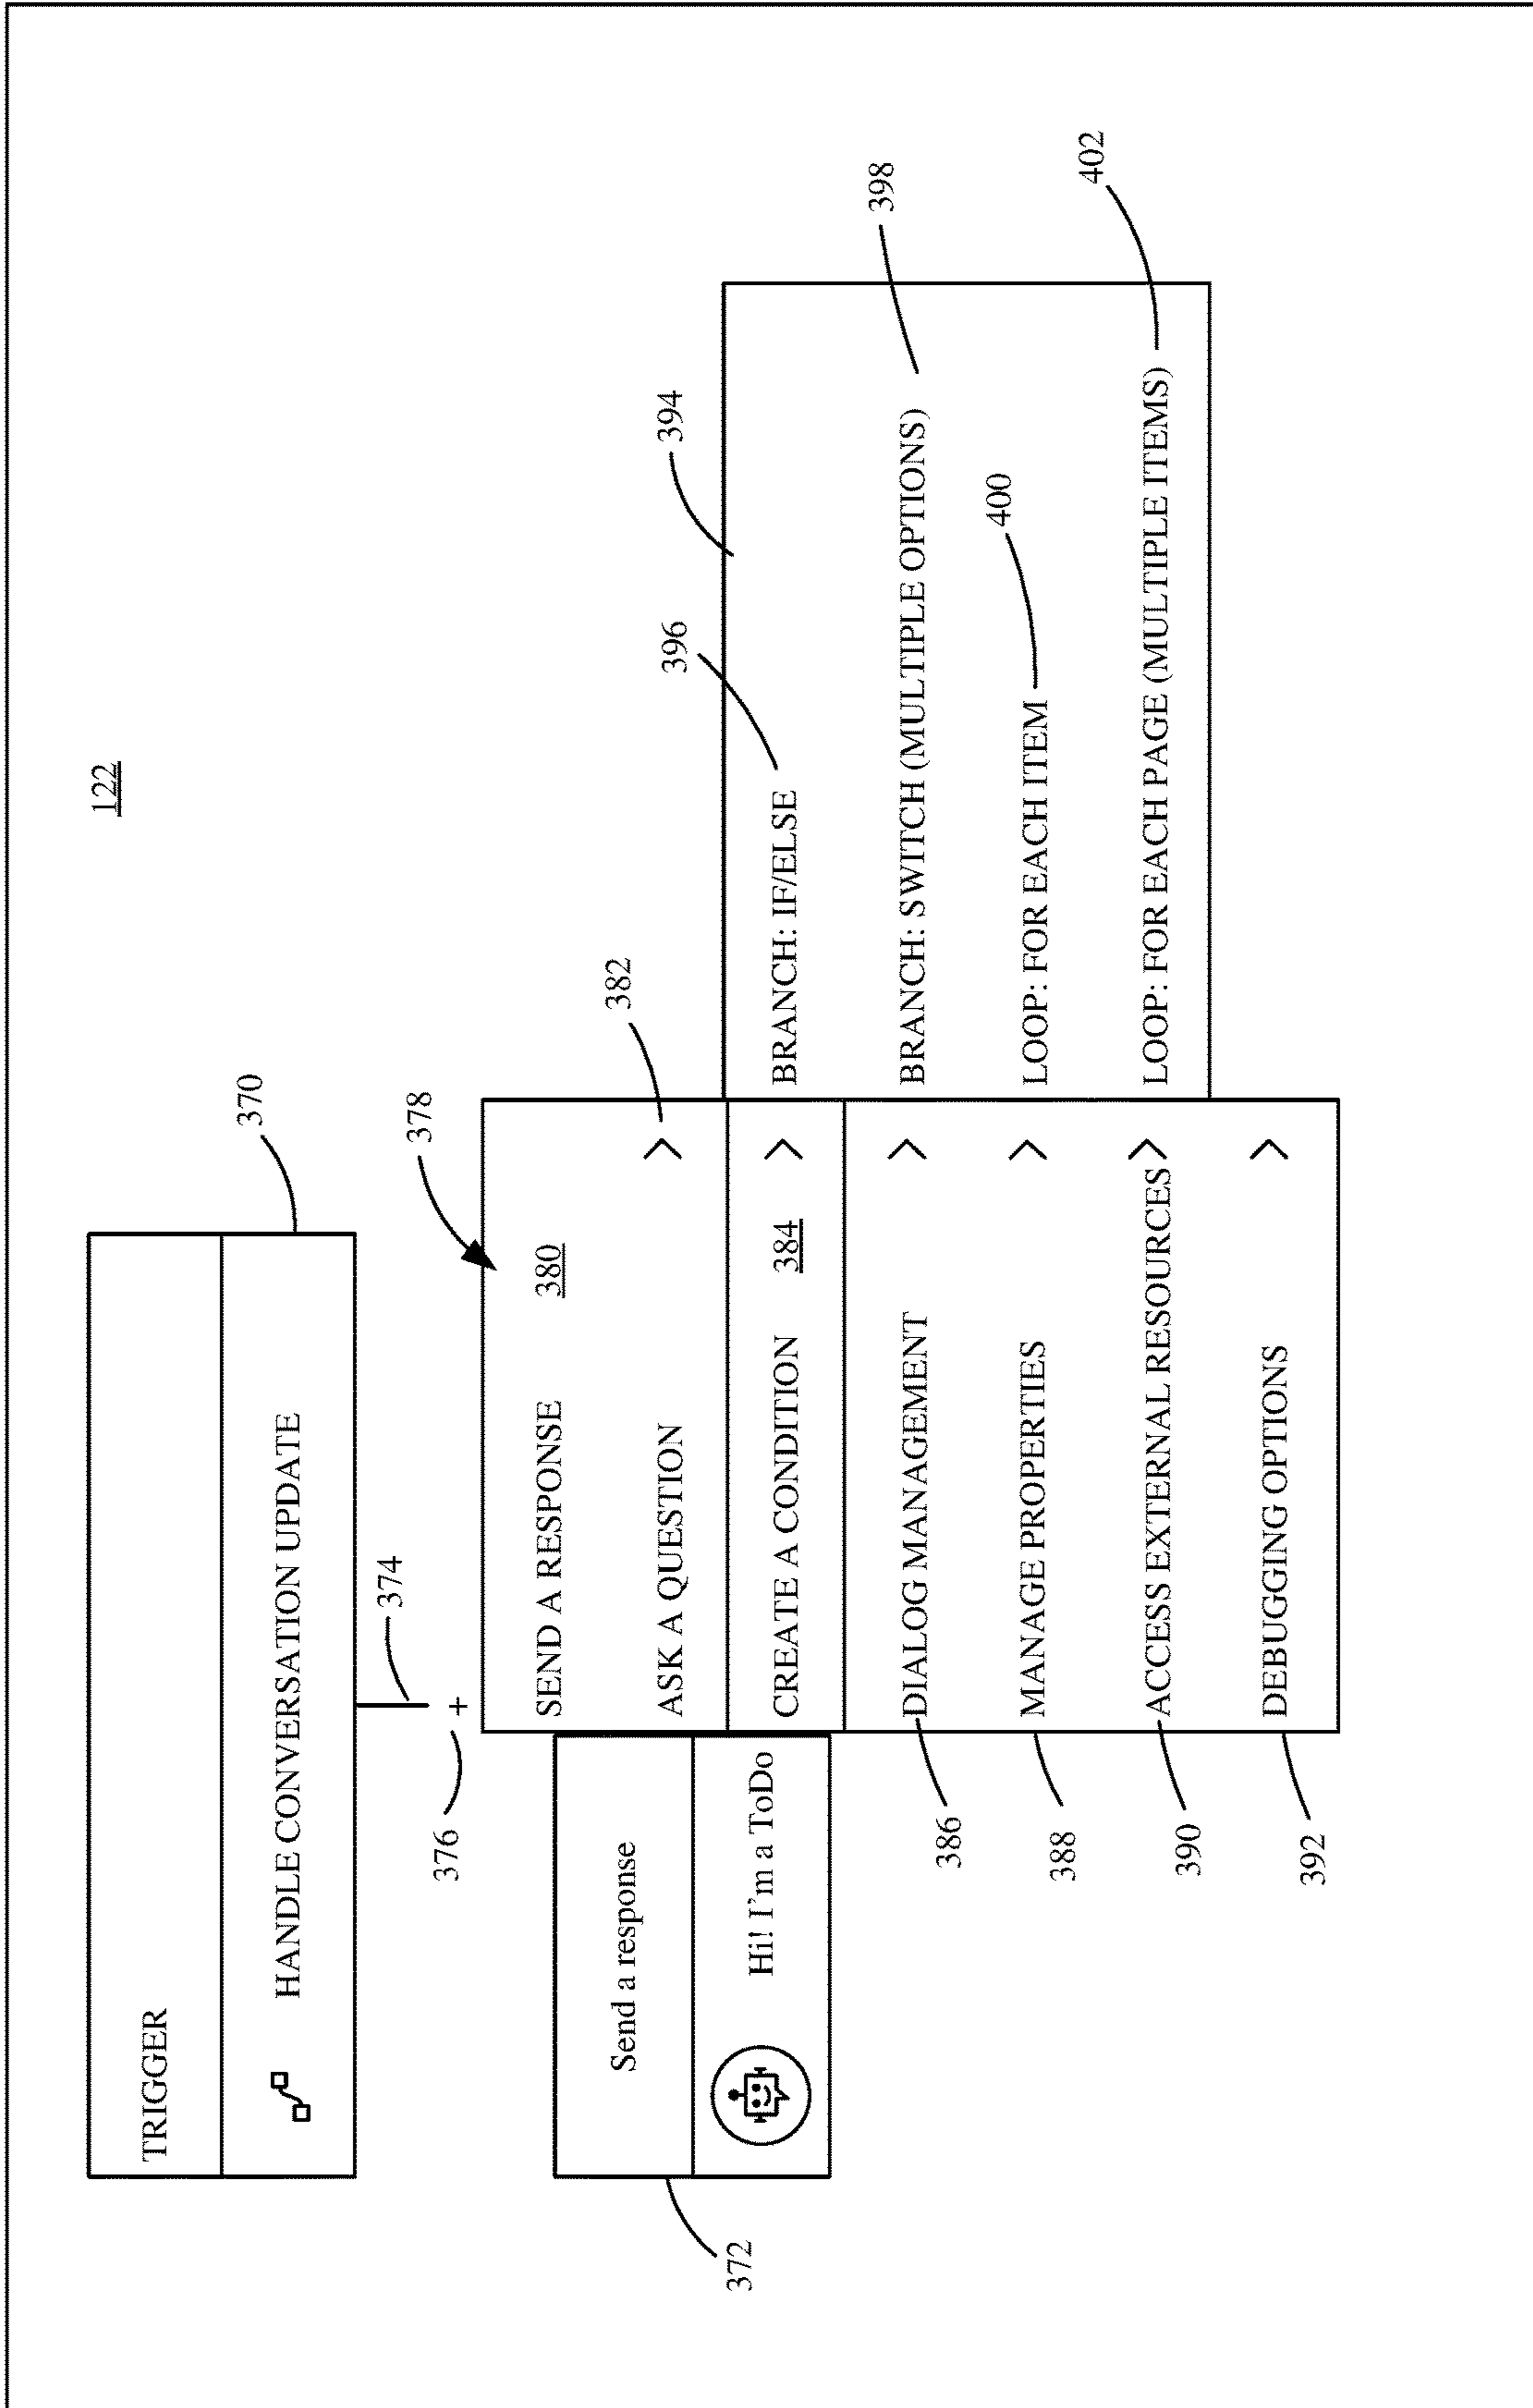 122
TRIGGER
HANDLE CONVERSATION UPDATE
370
374
376
+
378
372
Send a response
Hi! I'm a ToDo
SEND A RESPONSE 380
ASK A QUESTION >
382
CREATE A CONDITION 384 >
DIALOG MANAGEMENT >
386
MANAGE PROPERTIES >
388
ACCESS EXTERNAL RESOURCES >
390
DEBUGGING OPTIONS >
392
394
396
BRANCH: IF/ELSE
BRANCH: SWITCH (MULTIPLE OPTIONS)
398
LOOP: FOR EACH ITEM
400
LOOP: FOR EACH PAGE (MULTIPLE ITEMS)
402